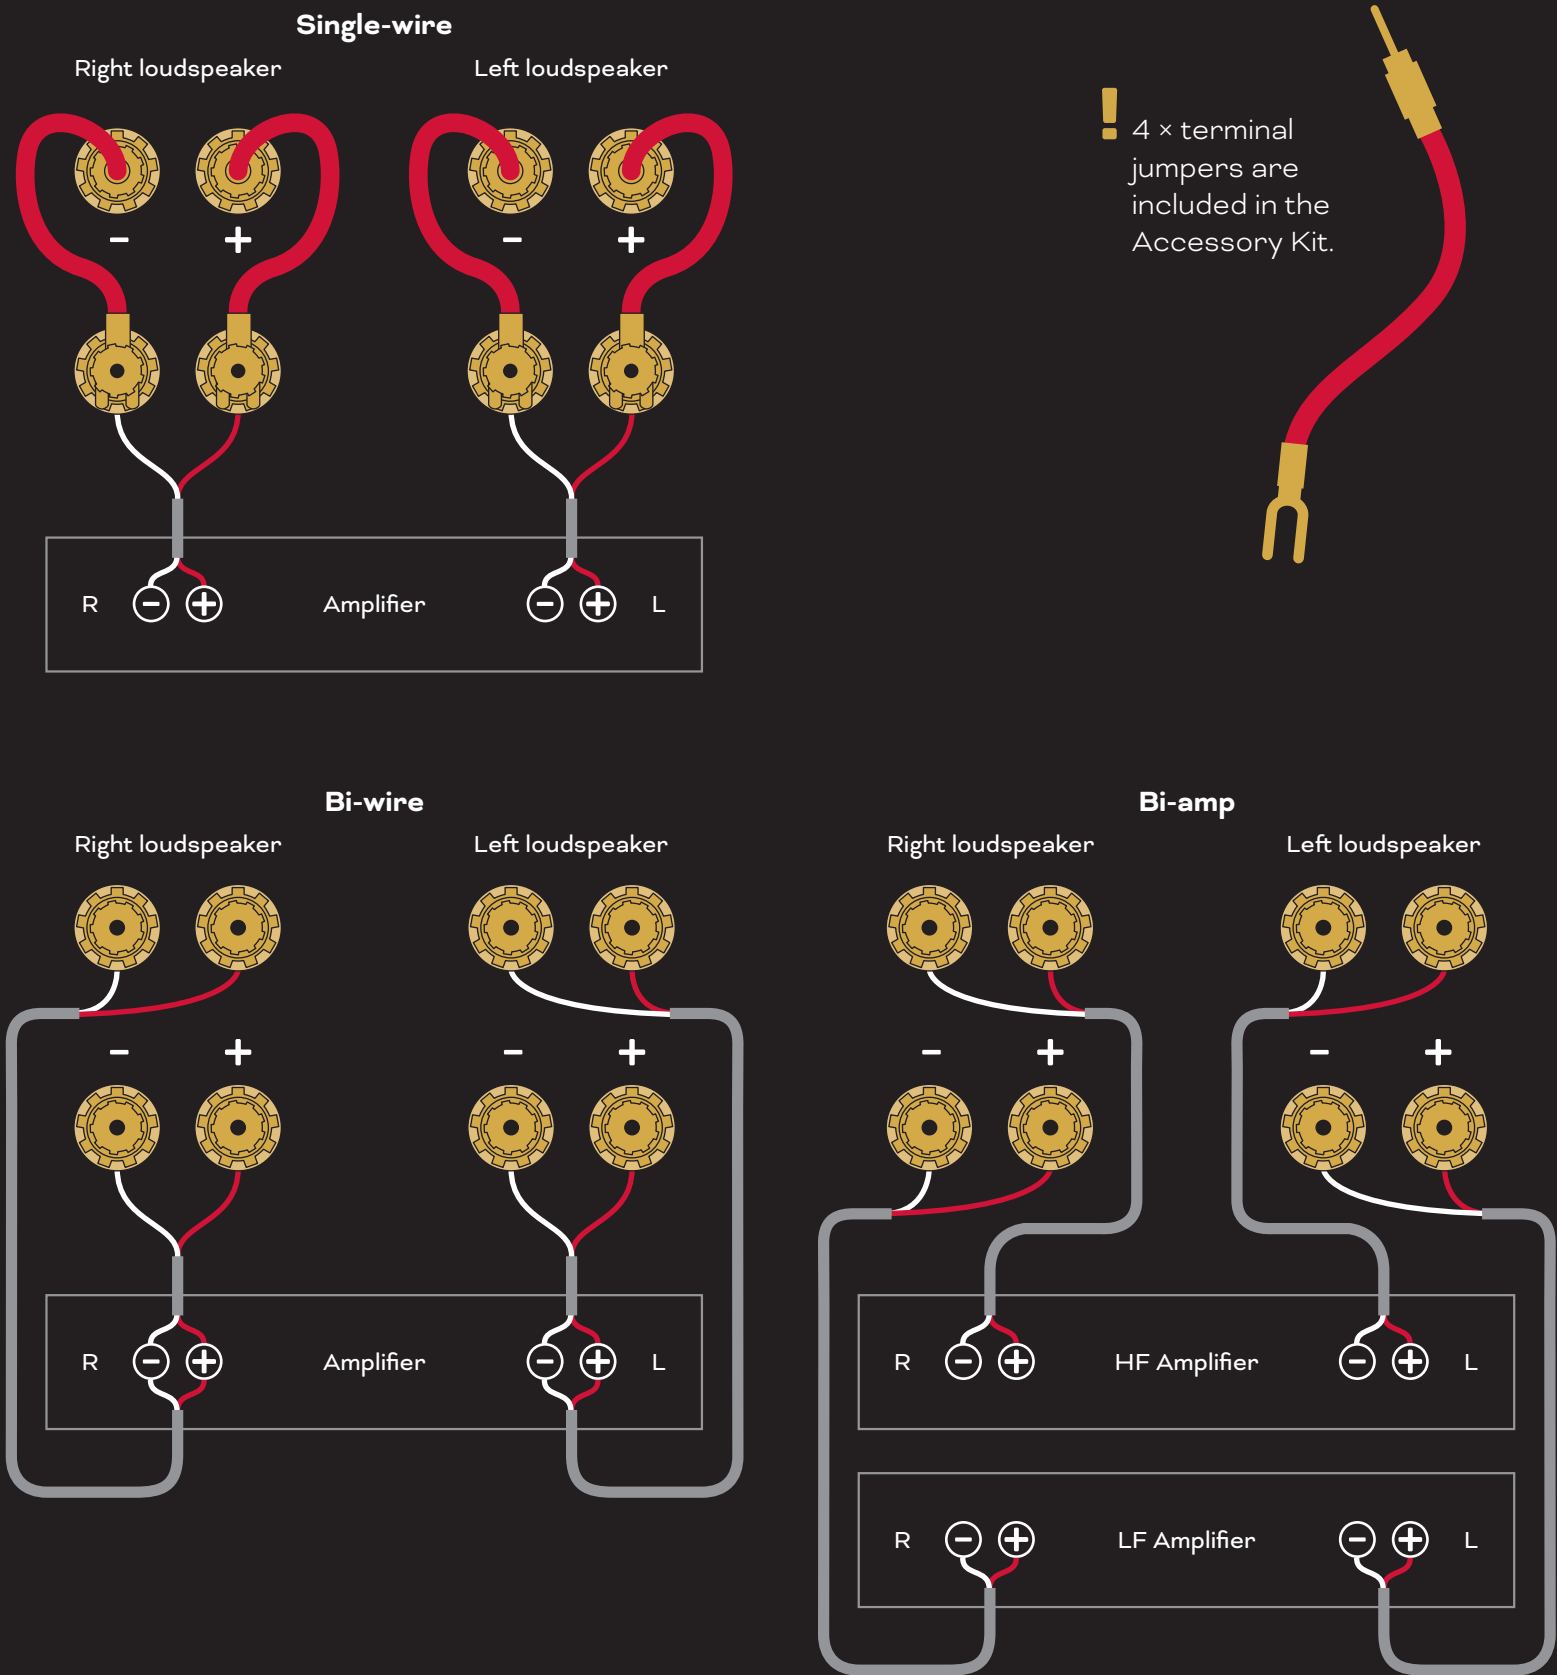 Single-wire
Right loudspeaker
Left loudspeaker
− +
− +
R − + Amplifier − + L
!
4 × terminal
jumpers are
included in the
Accessory Kit.
Bi-wire
Right loudspeaker
Left loudspeaker
− +
− +
R − + Amplifier − + L
Bi-amp
Right loudspeaker
Left loudspeaker
− +
− +
R − + HF Amplifier − + L
R − + LF Amplifier − + L